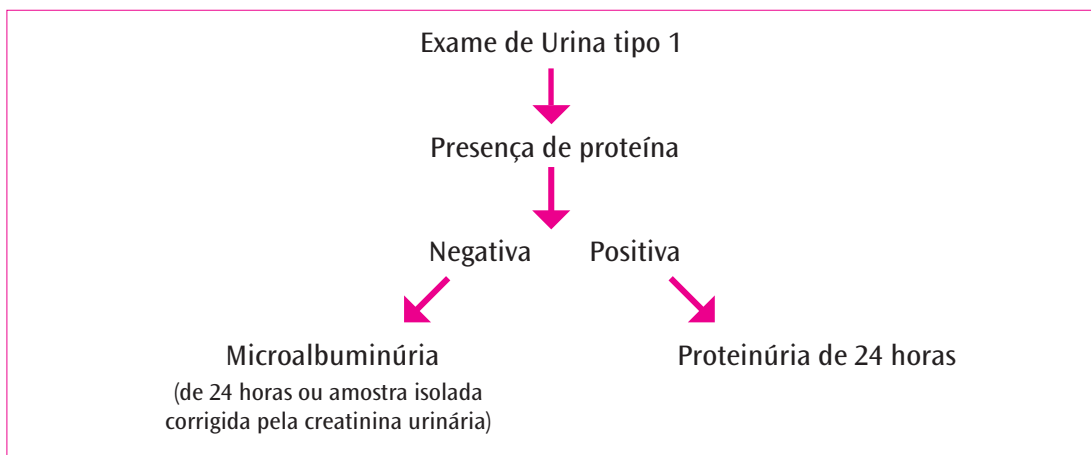 Exame de Urina tipo 1
Presença de proteína
Negativa Positiva
Microalbuminúria
(de 24 horas ou amostra isolada
corrigida pela creatinina urinária)
Proteinúria de 24 horas